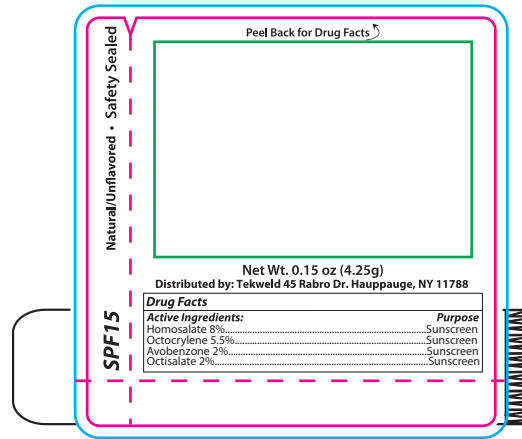 Peel Back for Drug Facts
Natural/Unflavored • Safety Sealed
SPF15
Net Wt. 0.15 oz (4.25g)
Distributed by: Tekweld 45 Rabro Dr. Hauppauge, NY 11788
Drug Facts
Active Ingredients: Purpose
Homosalate 8%........................................................Sunscreen
Octocrylene 5.5%........................................................Sunscreen
Avobenzone 2%........................................................Sunscreen
Octisalate 2%........................................................Sunscreen